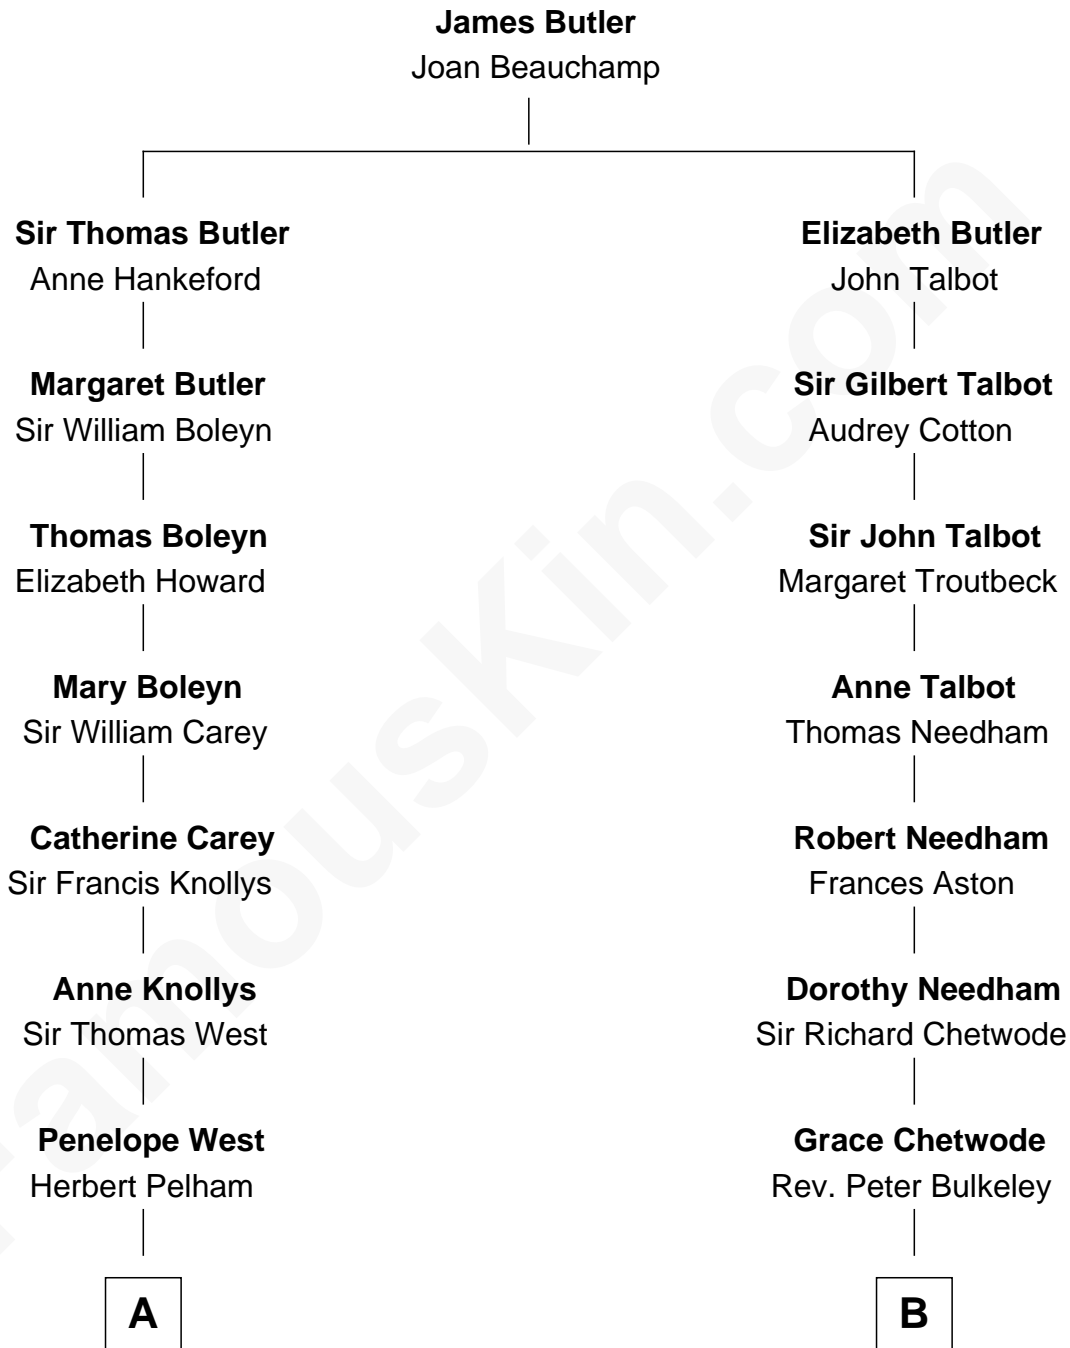 James Butler
Joan Beauchamp
Sir Thomas Butler
Anne Hankeford
Elizabeth Butler
John Talbot
Margaret Butler
Sir William Boleyn
Sir Gilbert Talbot
Audrey Cotton
Thomas Boleyn
Elizabeth Howard
Sir John Talbot
Margaret Troutbeck
Mary Boleyn
Sir William Carey
Anne Talbot
Thomas Needham
Catherine Carey
Sir Francis Knollys
Robert Needham
Frances Aston
Anne Knollys
Sir Thomas West
Dorothy Needham
Sir Richard Chetwode
Penelope West
Herbert Pelham
Grace Chetwode
Rev. Peter Bulkeley
A
B
FamousKin.com